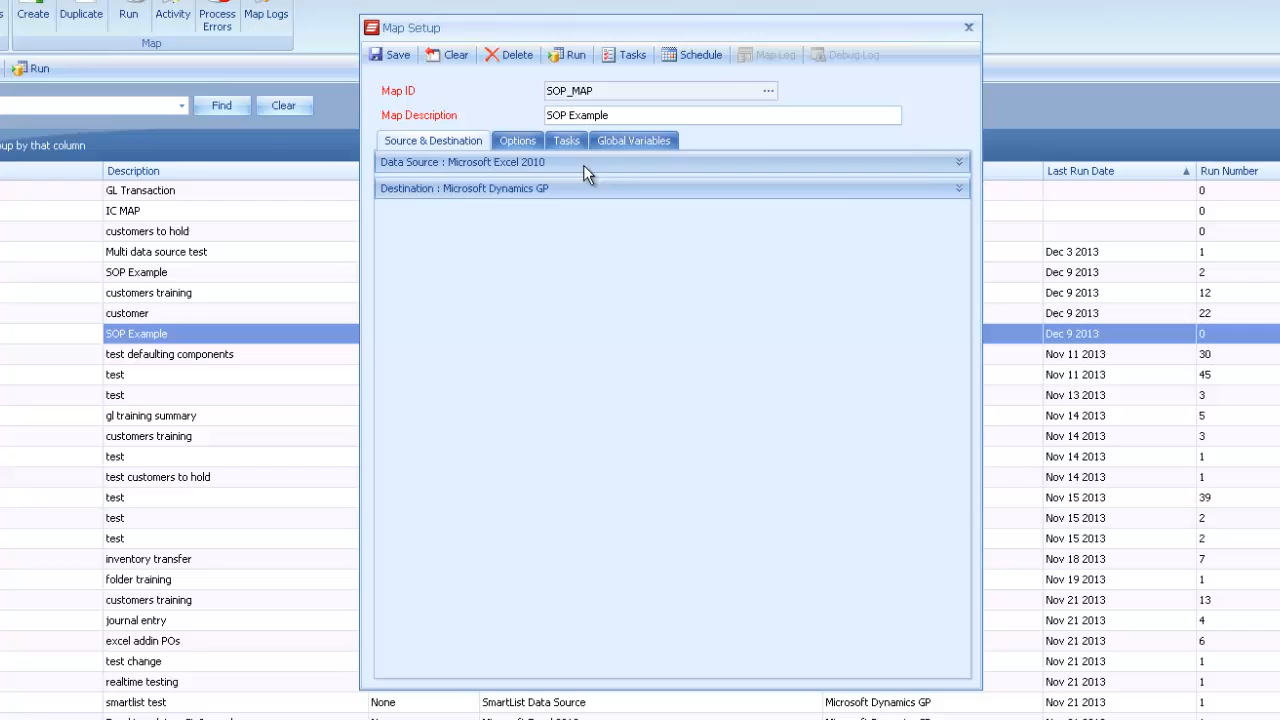 Create
Duplicate
Run
Activity
Process
Errors
Map Logs
Map
Run
Find
Clear
oup by that column
Map Setup
Save
Clear
Delete
Run
Tasks
Schedule
Map Log
Debug Log
Map ID
SOP_MAP
...
Map Description
SOP Example
Source & Destination
Options
Tasks
Global Variables
Data Source : Microsoft Excel 2010
Destination : Microsoft Dynamics GP
Description Last Run Date Run Number
GL Transaction 0
IC MAP 0
customers to hold 0
Multi data source test Dec 3 2013 1
SOP Example Dec 9 2013 2
customers training Dec 9 2013 12
customer Dec 9 2013 22
SOP Example Dec 9 2013 0
test defaulting components Nov 11 2013 30
test Nov 11 2013 45
test Nov 13 2013 3
gl training summary Nov 14 2013 5
customers training Nov 14 2013 3
test Nov 14 2013 1
test customers to hold Nov 14 2013 1
test Nov 15 2013 39
test Nov 15 2013 2
test Nov 15 2013 2
inventory transfer Nov 18 2013 7
folder training Nov 19 2013 1
customers training Nov 21 2013 13
journal entry Nov 21 2013 4
excel addin POs Nov 21 2013 6
test change Nov 21 2013 1
realtime testing Nov 21 2013 1
smartlist test None SmartList Data Source Microsoft Dynamics GP Nov 21 2013 1